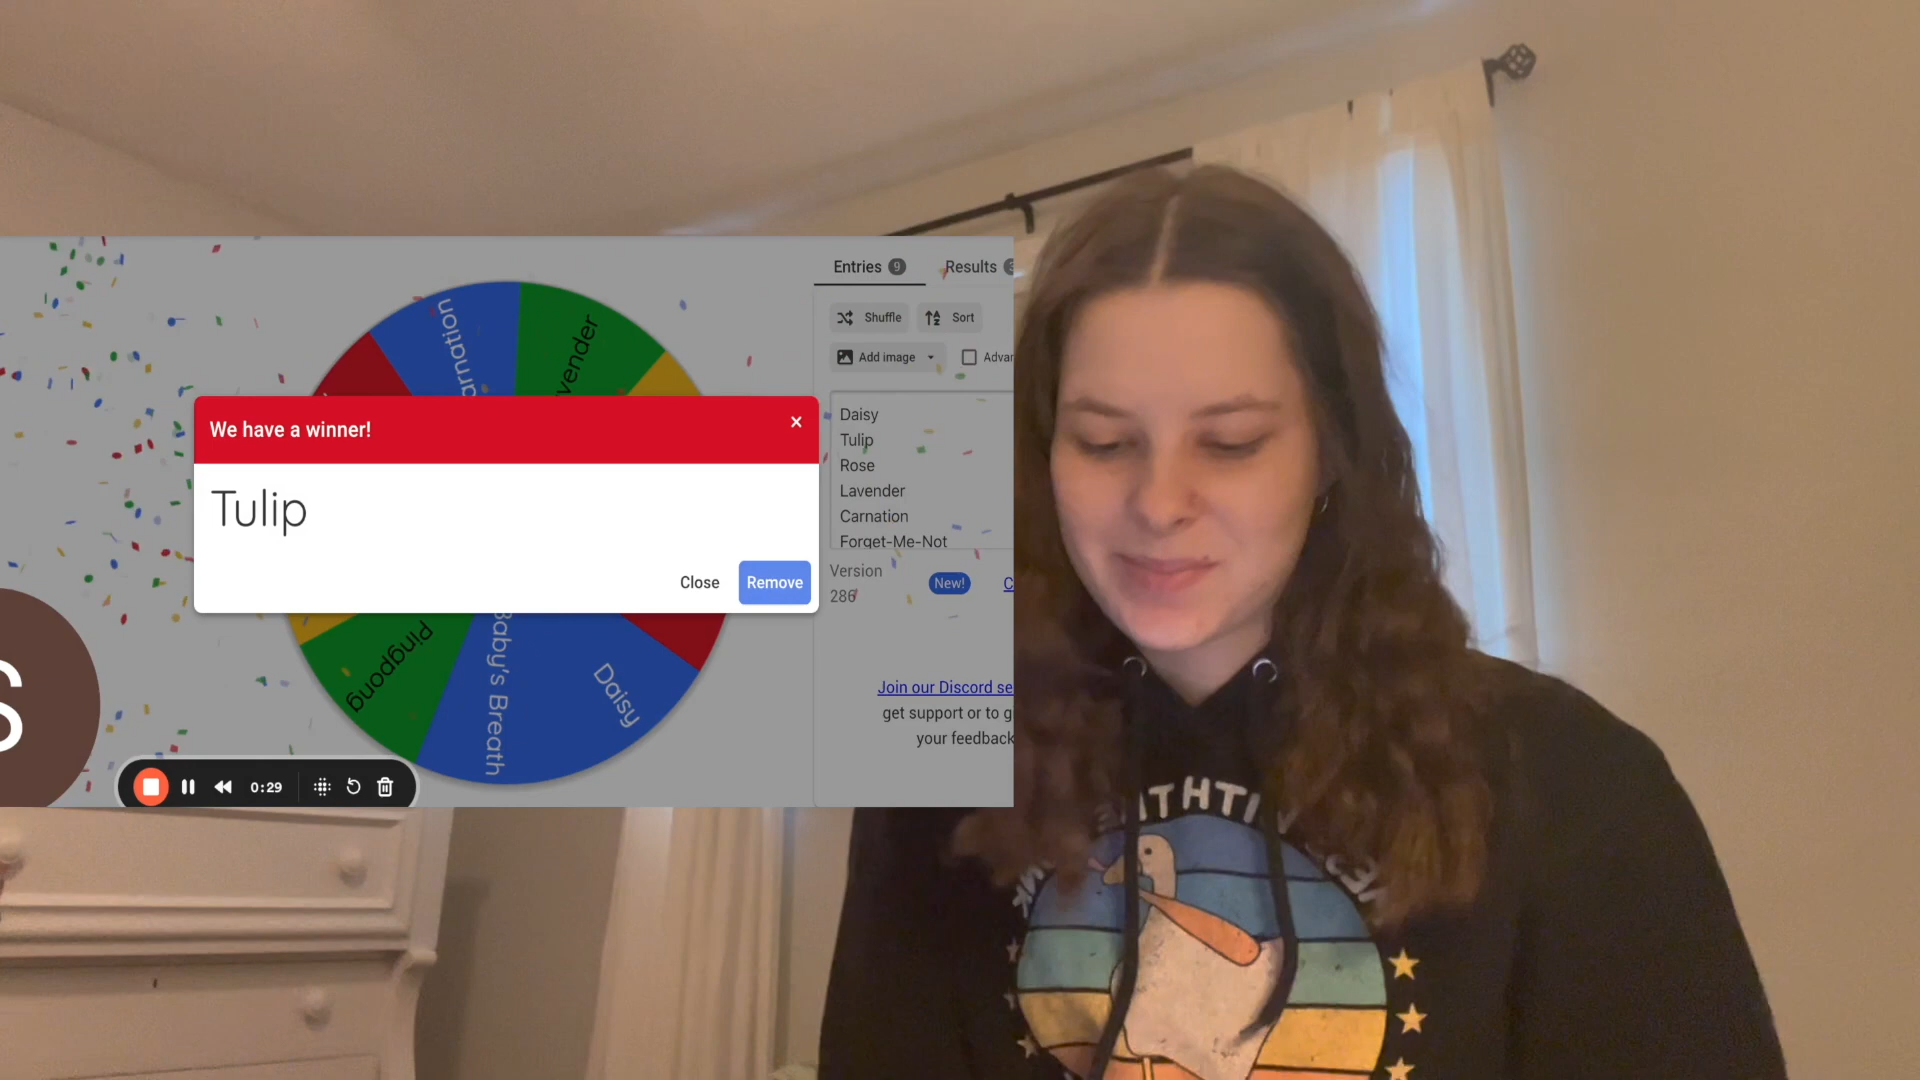 Entries 9
Results
Shuffle
Sort
Add image
We have a winner!
×
Tulip
Close
Remove
Daisy
Tulip
Rose
Lavender
Carnation
Forget-Me-Not
Version
286
New!
Join our Discord
get support or to
your feedback
Pingpong
Baby's Breath
Daisy
S
0:29